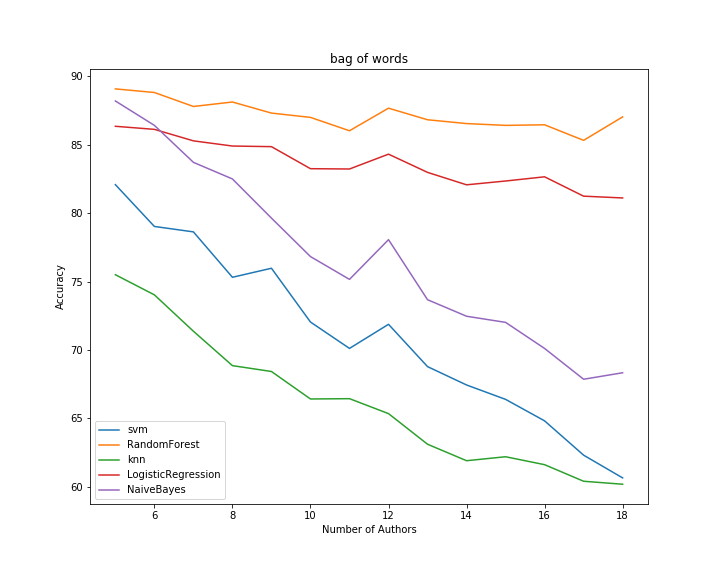 bag of words
Accuracy
90
85
80
75
70
65
60
svm
RandomForest
knn
LogisticRegression
NaiveBayes
6 8 10 12 14 16 18
Number of Authors